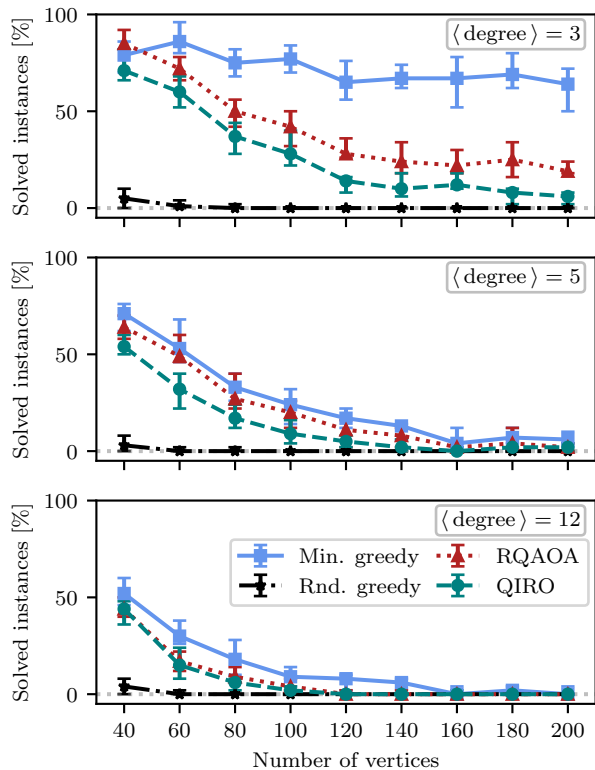 Solved instances [%]
100
50
0
⟨ degree ⟩ = 3
Solved instances [%]
100
50
0
⟨ degree ⟩ = 5
Solved instances [%]
100
50
0
⟨ degree ⟩ = 12
Min. greedy
RQAOA
Rnd. greedy
QIRO
40 60 80 100 120 140 160 180 200
Number of vertices